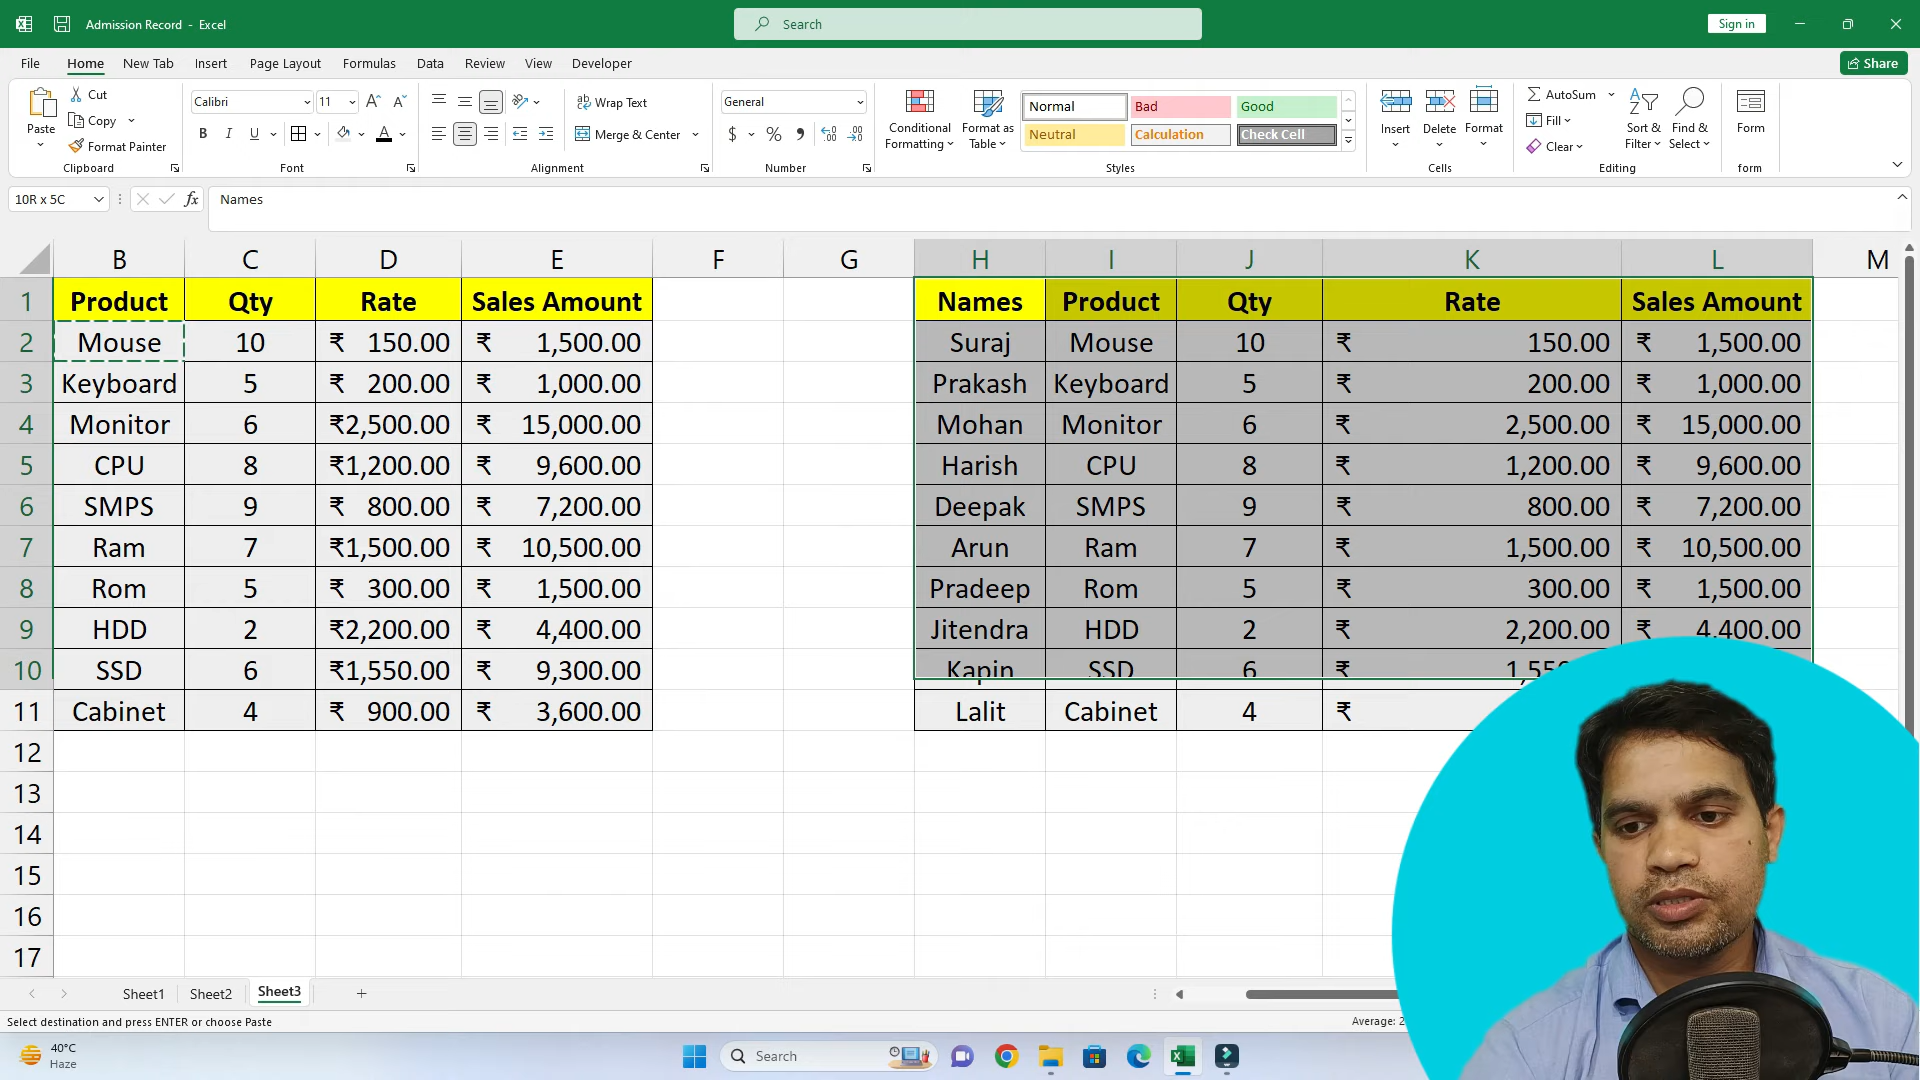 Admission Record - Excel
Search
Sign in
File Home New Tab Insert Page Layout Formulas Data Review View Developer
Share
Paste
Cut
Copy
Format Painter
Clipboard
Calibri 11
B I U
Font
Wrap Text
Merge & Center
Alignment
General
$ % ,
Number
Conditional Formatting
Format as Table
Normal Bad Good
Neutral Calculation Check Cell
Styles
Insert Delete Format
Cells
AutoSum
Fill
Clear
Sort & Filter
Find & Select
Editing
Form
form
10R x 5C
fx
Names
B C D E F G H I J K L M
1 Product Qty Rate Sales Amount Names Product Qty Rate Sales Amount
2 Mouse 10 ₹ 150.00 ₹ 1,500.00 Suraj Mouse 10 ₹ 150.00 ₹ 1,500.00
3 Keyboard 5 ₹ 200.00 ₹ 1,000.00 Prakash Keyboard 5 ₹ 200.00 ₹ 1,000.00
4 Monitor 6 ₹2,500.00 ₹ 15,000.00 Mohan Monitor 6 ₹ 2,500.00 ₹ 15,000.00
5 CPU 8 ₹1,200.00 ₹ 9,600.00 Harish CPU 8 ₹ 1,200.00 ₹ 9,600.00
6 SMPS 9 ₹ 800.00 ₹ 7,200.00 Deepak SMPS 9 ₹ 800.00 ₹ 7,200.00
7 Ram 7 ₹1,500.00 ₹ 10,500.00 Arun Ram 7 ₹ 1,500.00 ₹ 10,500.00
8 Rom 5 ₹ 300.00 ₹ 1,500.00 Pradeep Rom 5 ₹ 300.00 ₹ 1,500.00
9 HDD 2 ₹2,200.00 ₹ 4,400.00 Jitendra HDD 2 ₹ 2,200.00 ₹ 4,400.00
10 SSD 6 ₹1,550.00 ₹ 9,300.00 Kapin SSD 6 ₹
11 Cabinet 4 ₹ 900.00 ₹ 3,600.00 Lalit Cabinet 4 ₹
12
13
14
15
16
17
Sheet1 Sheet2 Sheet3
Select destination and press ENTER or choose Paste
Average:
40°C
Haze
Search